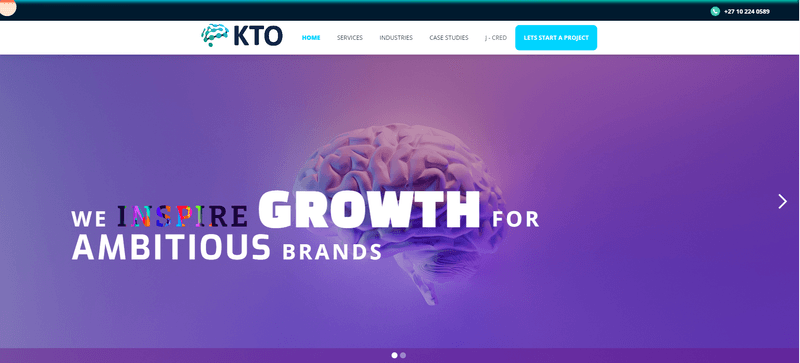 +27 10 224 0589
KTO
HOME SERVICES INDUSTRIES CASE STUDIES J - CRED LETS START A PROJECT
WE INSPIRE GROWTH FOR
AMBITIOUS BRANDS